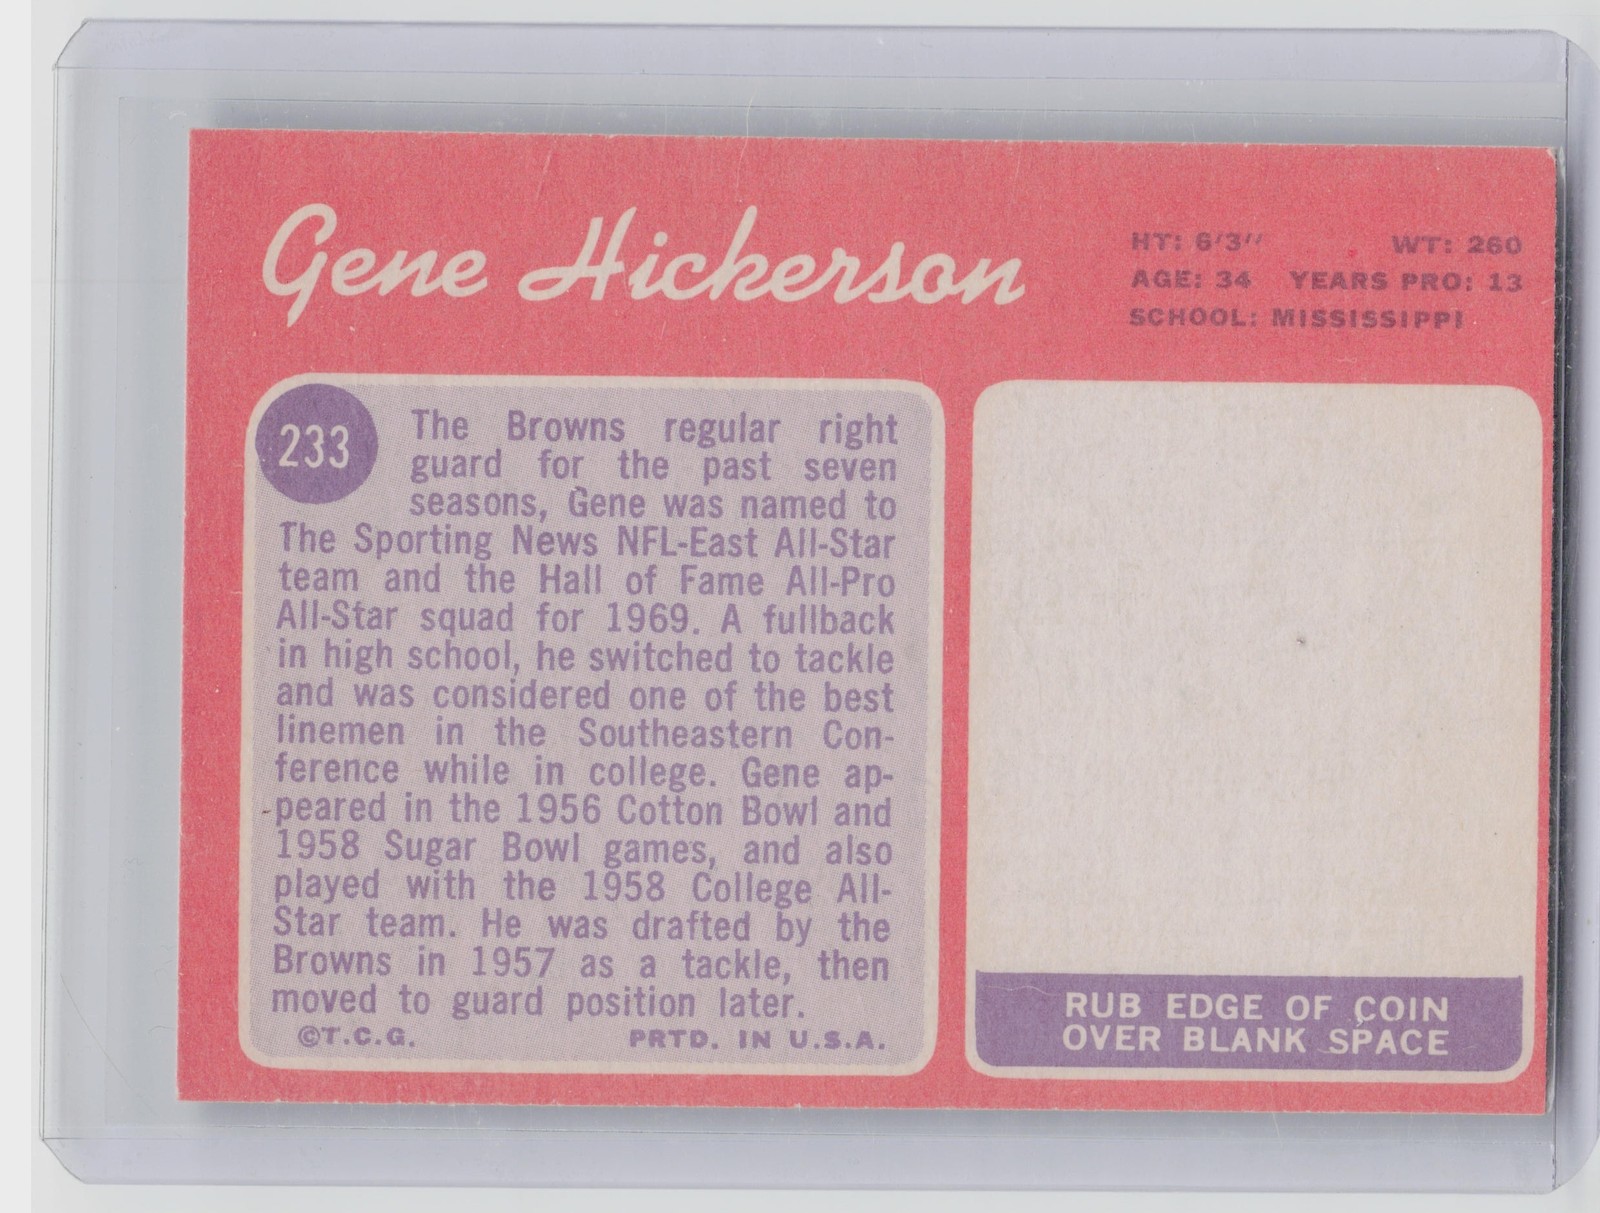 Gene Hickerson
HT: 6'3" WT: 260
AGE: 34 YEARS PRO: 13
SCHOOL: MISSISSIPPI
233
The Browns regular right
guard for the past seven
seasons, Gene was named to
The Sporting News NFL-East All-Star
team and the Hall of Fame All-Pro
All-Star squad for 1969. A fullback
in high school, he switched to tackle
and was considered one of the best
linemen in the Southeastern Con-
ference while in college. Gene ap-
peared in the 1956 Cotton Bowl and
1958 Sugar Bowl games, and also
played with the 1958 College All-
Star team. He was drafted by the
Browns in 1957 as a tackle, then
moved to guard position later.
©T.C.G. PRTD. IN U.S.A.
RUB EDGE OF COIN
OVER BLANK SPACE